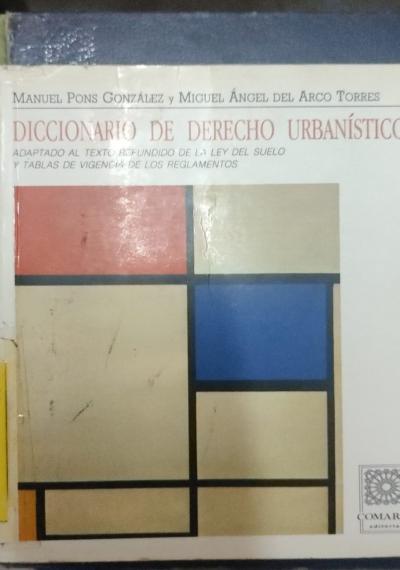 MANUEL PONS GONZÁLEZ Y MIGUEL ÁNGEL DEL ARCO TORRES
DICCIONARIO DE DERECHO URBANÍSTICO
ADAPTADO AL TEXTO REFUNDIDO DE LA LEY DEL SUELO
Y TABLAS DE VIGENCIA DE LOS REGLAMENTOS
COMAR
editoria